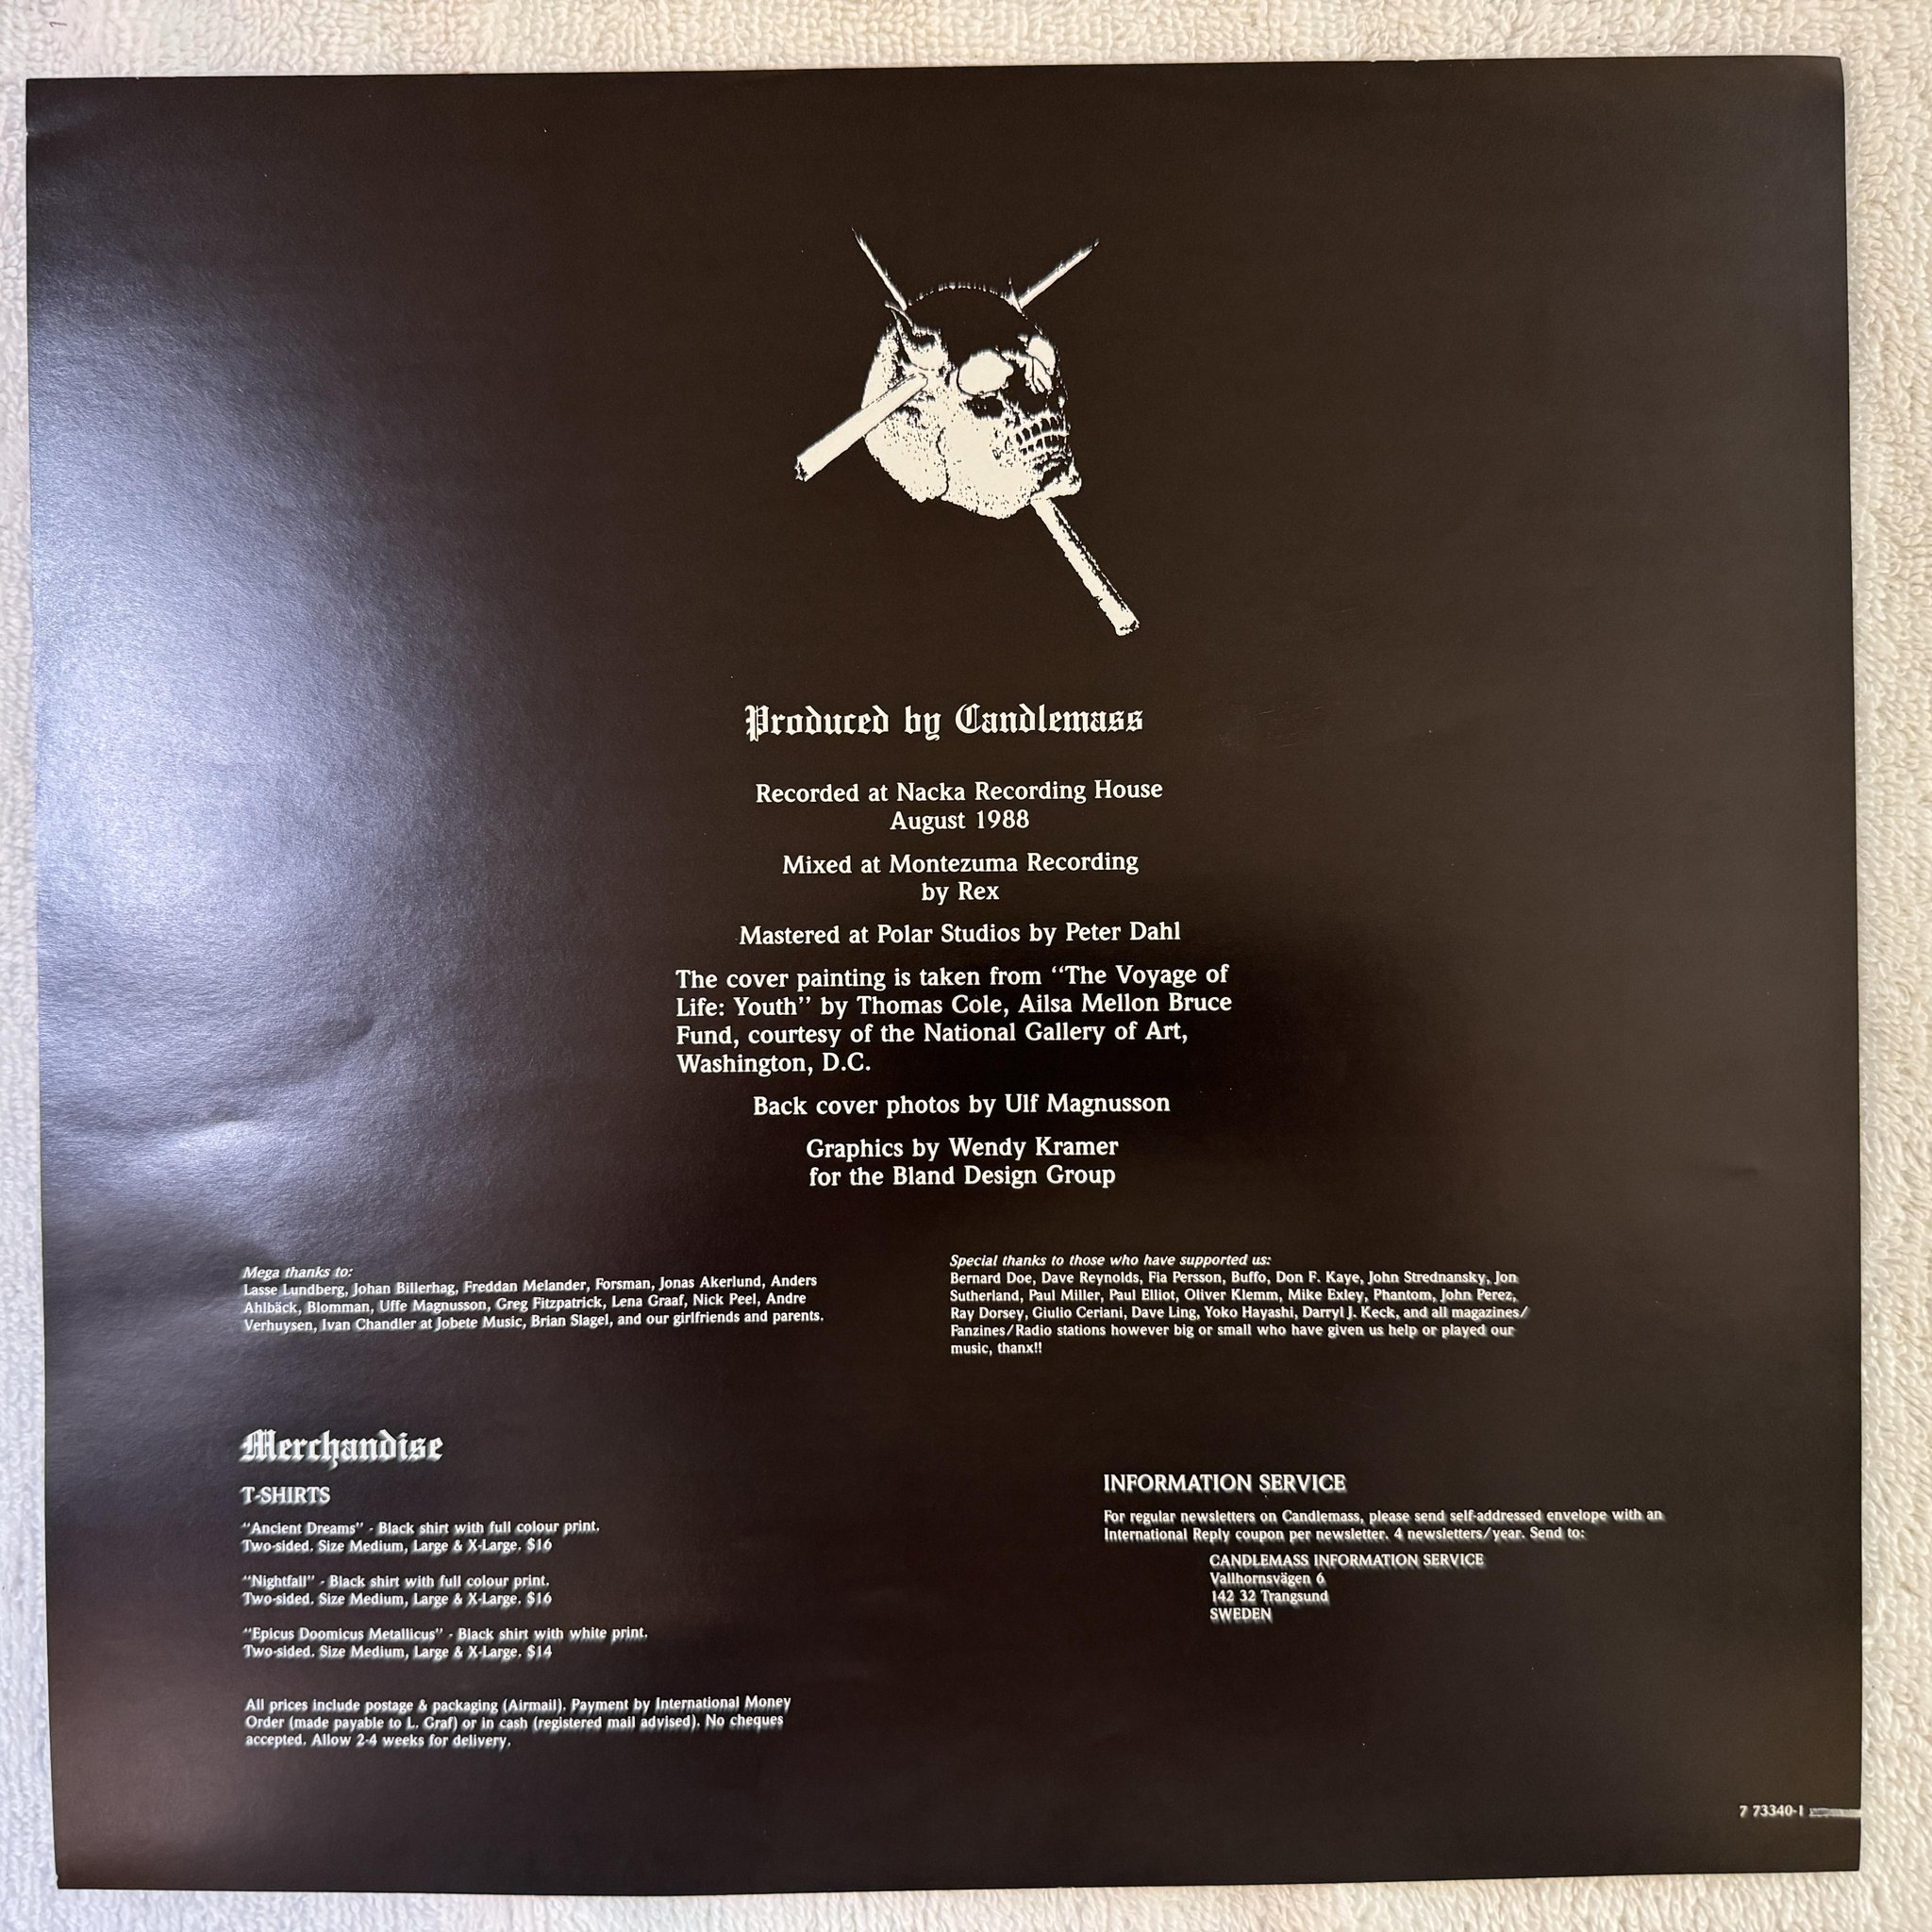 Produced by Candlemass
Recorded at Nacka Recording House
August 1988
Mixed at Montezuma Recording
by Rex
Mastered at Polar Studios by Peter Dahl
The cover painting is taken from “The Voyage of
Life: Youth” by Thomas Cole, Ailsa Mellon Bruce
Fund, courtesy of the National Gallery of Art,
Washington, D.C.
Back cover photos by Ulf Magnusson
Graphics by Wendy Kramer
for the Bland Design Group
Mega thanks to:
Lasse Lundberg, Johan Billerhag, Freddan Melander, Forsman, Jonas Akerlund, Anders
Ahlbäck, Blomman, Uffe Magnusson, Greg Fitzpatrick, Lena Graaf, Nick Peel, Andre
Verhuysen, Ivan Chandler at Jobete Music, Brian Slagel, and our girlfriends and parents.
Special thanks to those who have supported us:
Bernard Doe, Dave Reynolds, Fia Persson, Buffo, Don F. Kaye, John Strednansky, Jon
Sutherland, Paul Miller, Paul Elliot, Oliver Klemm, Mike Exley, Phantom, John Perez,
Ray Dorsey, Giulio Ceriani, Dave Ling, Yoko Hayashi, Darryl J. Keck, and all magazines/
Fanzines/Radio stations however big or small who have given us help or played our
music, thanx!!
Merchandise
T-SHIRTS
“Ancient Dreams” - Black shirt with full colour print.
Two-sided. Size Medium, Large & X-Large. $16
“Nightfall” - Black shirt with full colour print.
Two-sided. Size Medium, Large & X-Large. $16
“Epicus Doomicus Metallicus” - Black shirt with white print.
Two-sided. Size Medium, Large & X-Large. $14
All prices include postage & packaging (Airmail). Payment by International Money
Order (made payable to L. Graf) or in cash (registered mail advised). No cheques
accepted. Allow 2-4 weeks for delivery.
INFORMATION SERVICE
For regular newsletters on Candlemass, please send self-addressed envelope with an
International Reply coupon per newsletter. 4 newsletters/year. Send to:
CANDLEMASS INFORMATION SERVICE
Vallhornsvägen 6
142 32 Trangsund
SWEDEN
7 73340-1